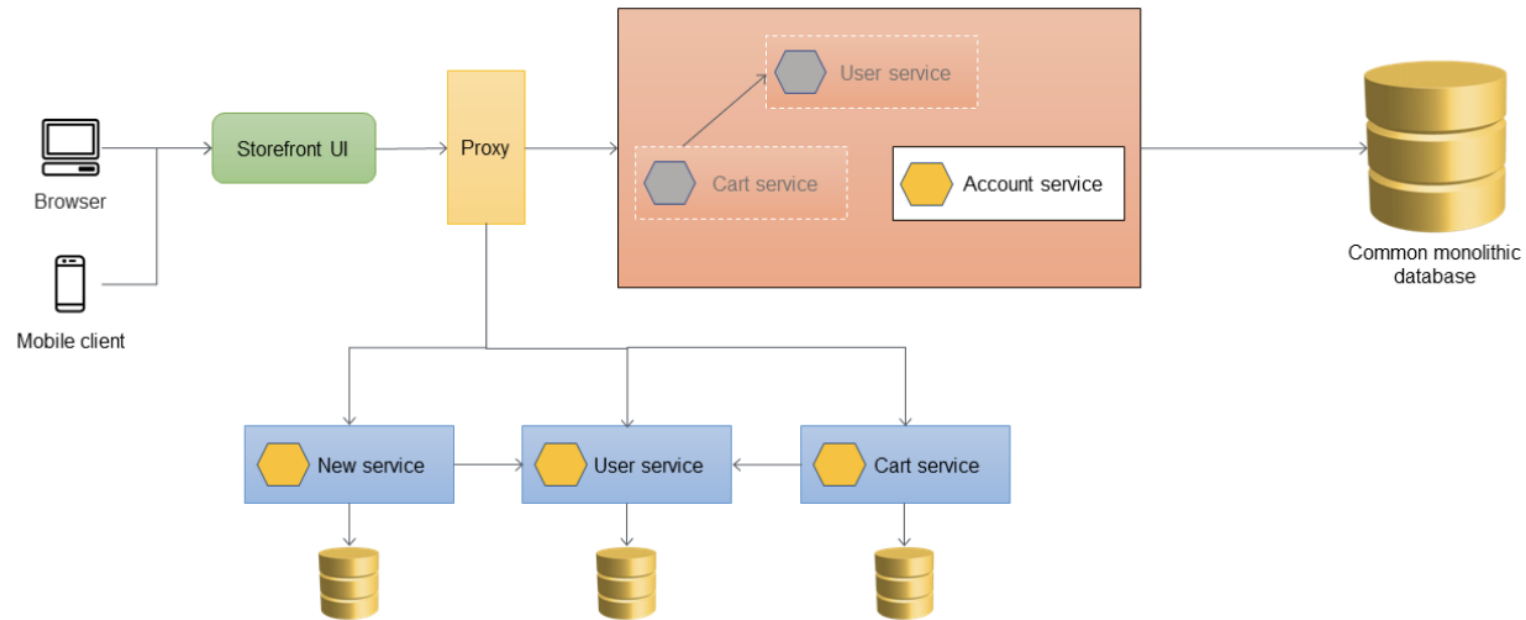 User service
Storefront UI
Proxy
Cart service
Account service
Browser
Common monolithic
database
Mobile client
New service
User service
Cart service